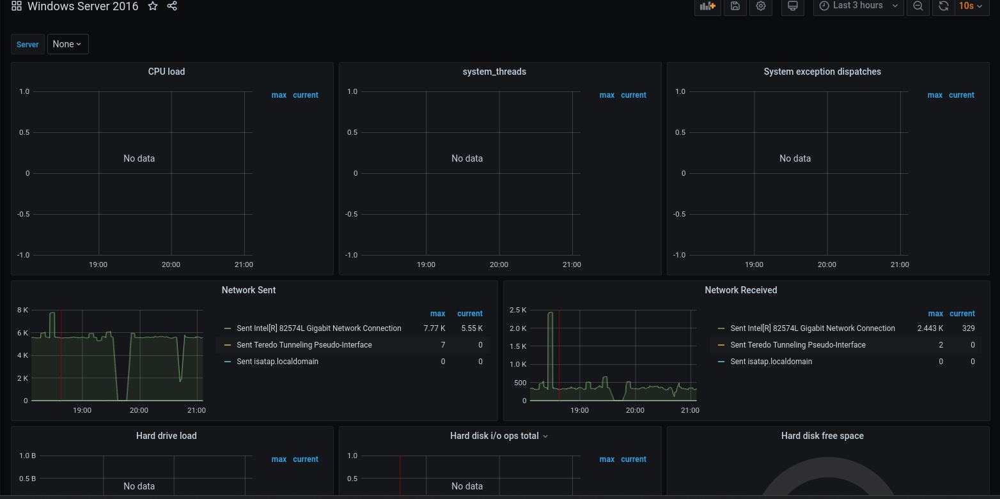 Windows Server 2016
Last 3 hours
10s
Server
None
CPU load
1.0
0.5
0
-0.5
-1.0
No data
19:00 20:00 21:00
max current
system_threads
1.0
0.5
0
-0.5
-1.0
No data
19:00 20:00 21:00
max current
System exception dispatches
1.0
0.5
0
-0.5
-1.0
No data
19:00 20:00 21:00
max current
Network Sent
8 K
6 K
4 K
2 K
0
19:00 20:00 21:00
max current
Sent Intel[R] 82574L Gigabit Network Connection 7.77 K 5.55 K
Sent Teredo Tunneling Pseudo-Interface 7 0
Sent isatap.localdomain 0 0
Network Received
2.5 K
2.0 K
1.5 K
1.0 K
500
0
19:00 20:00 21:00
max current
Sent Intel[R] 82574L Gigabit Network Connection 2.443 K 329
Sent Teredo Tunneling Pseudo-Interface 2 0
Sent isatap.localdomain 0 0
Hard drive load
1.0 B
0.5 B
No data
max current
Hard disk i/o ops total
1.0
0.5
No data
max current
Hard disk free space